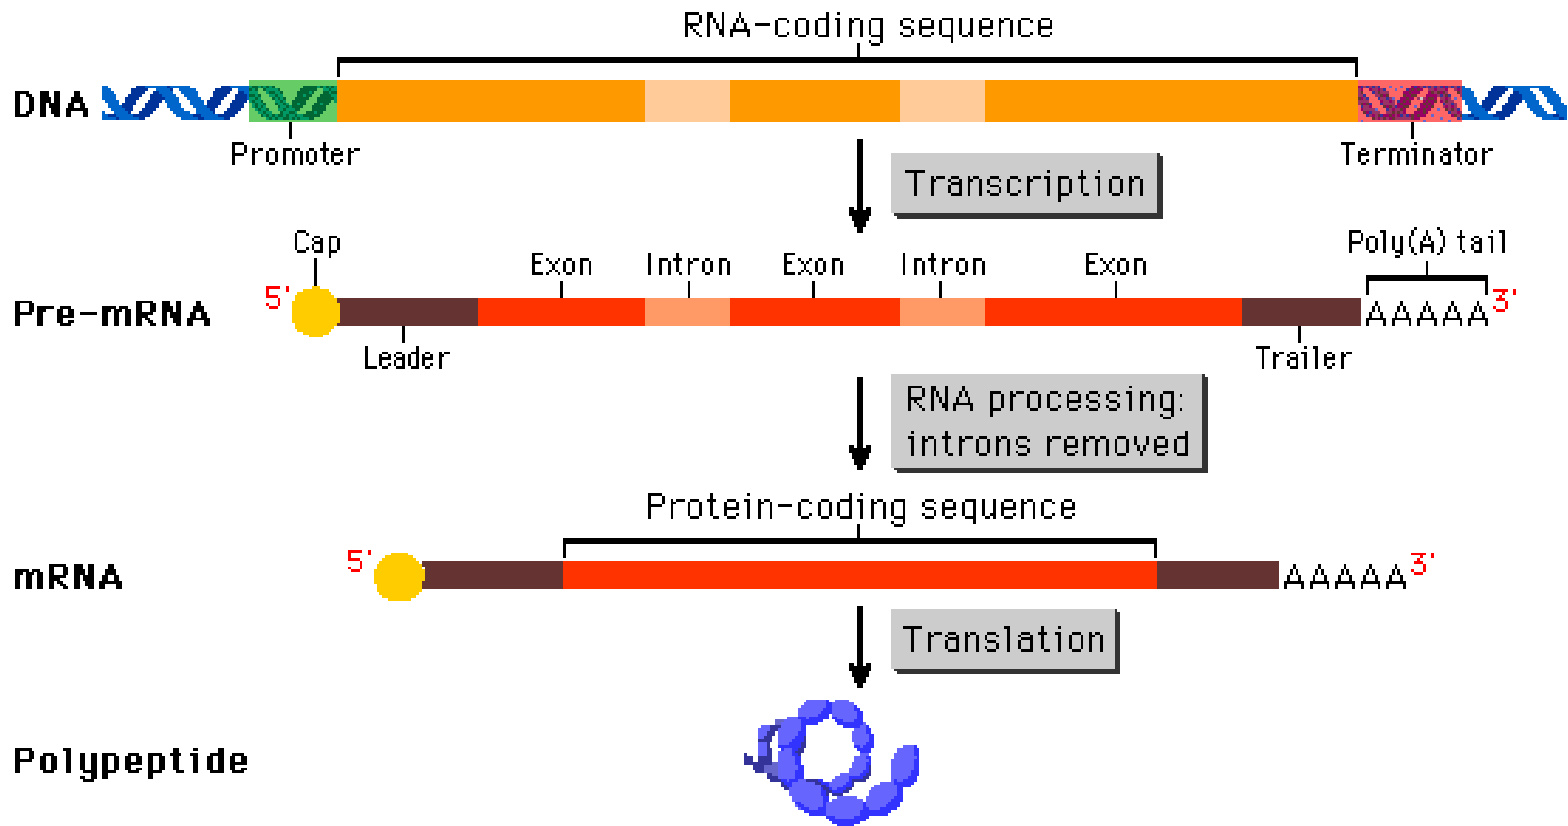 RNA-coding sequence
DNA
Promoter
Terminator
Transcription
Cap
Poly(A) tail
Exon Intron Exon Intron Exon
Pre-mRNA 5' AAAAA 3'
Leader
Trailer
RNA processing:
introns removed
Protein-coding sequence
mRNA 5' AAAAA 3'
Translation
Polypeptide